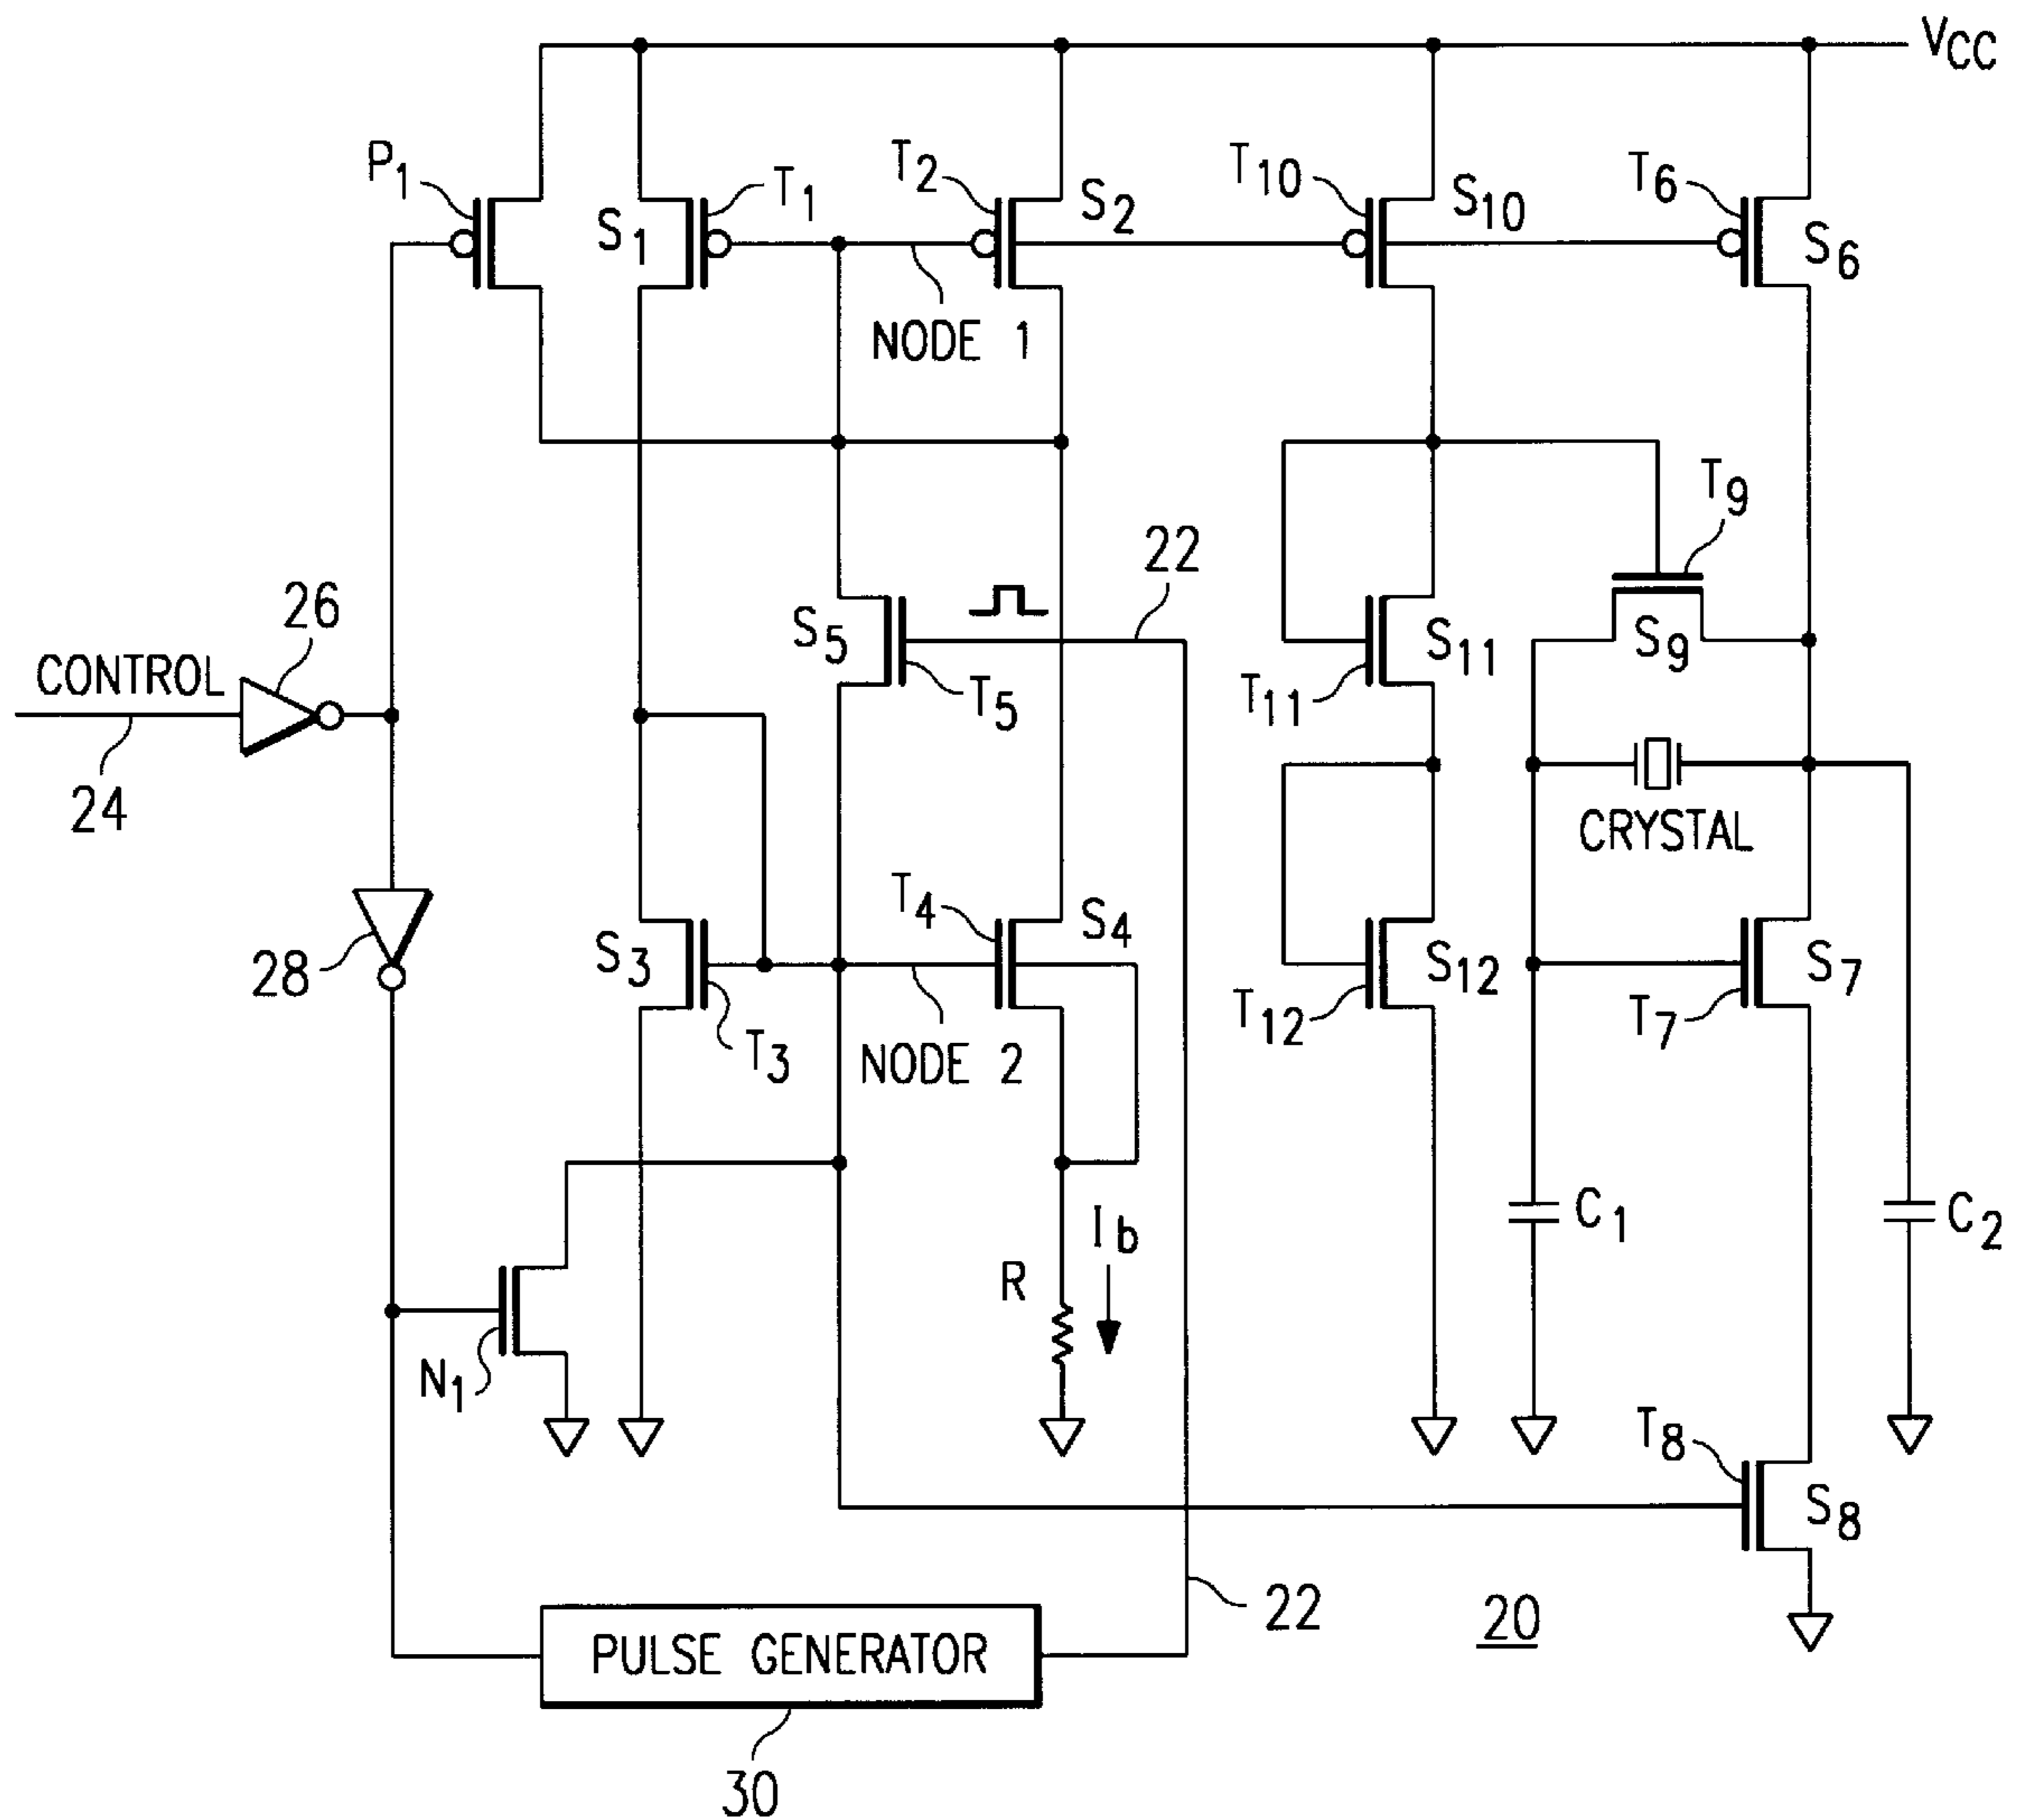 VCC
P1
S1
T1
T2
S2
T10
S10
T6
S6
NODE 1
T9
S9
22
S5
T5
26
CONTROL
24
S11
T11
CRYSTAL
28
S3
T3
T4
S4
NODE 2
S12
T12
S7
T7
N1
R
Ib
C1
C2
T8
S8
22
20
PULSE GENERATOR
30